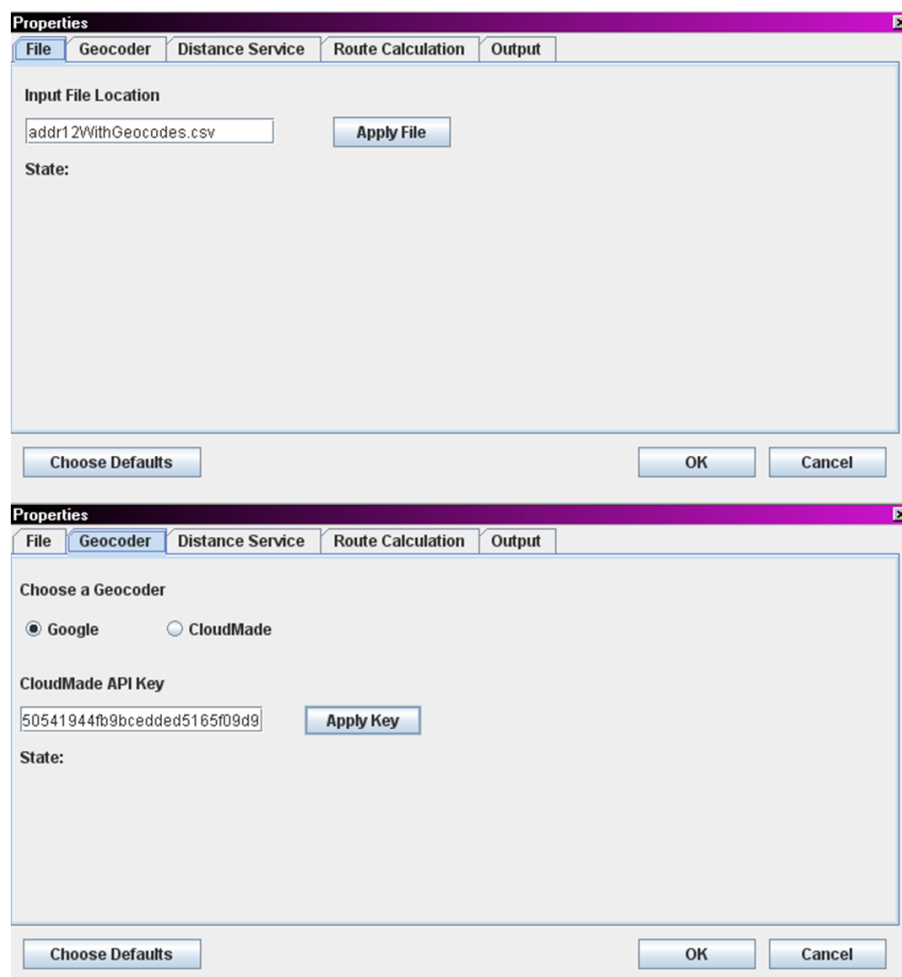 Properties
File Geocoder Distance Service Route Calculation Output
Input File Location
addr12WithGeocodes.csv Apply File
State:
Choose Defaults OK Cancel
Properties
File Geocoder Distance Service Route Calculation Output
Choose a Geocoder
Google CloudMade
CloudMade API Key
50541944fb9bcedded5165f09d9 Apply Key
State:
Choose Defaults OK Cancel